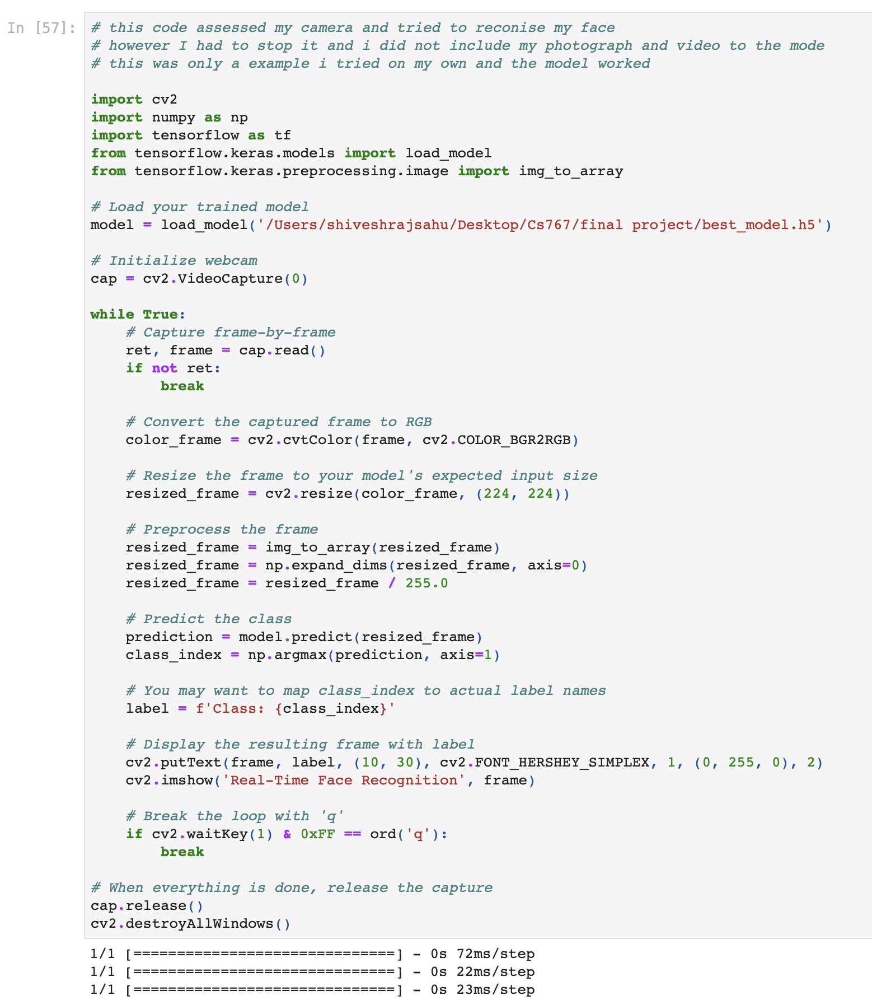 In [57]:
# this code assessed my camera and tried to reconise my face
# however I had to stop it and i did not include my photograph and video to the mode
# this was only a example i tried on my own and the model worked

import cv2
import numpy as np
import tensorflow as tf
from tensorflow.keras.models import load_model
from tensorflow.keras.preprocessing.image import img_to_array

# Load your trained model
model = load_model('/Users/shiveshrajsahu/Desktop/Cs767/final project/best_model.h5')

# Initialize webcam
cap = cv2.VideoCapture(0)

while True:
    # Capture frame-by-frame
    ret, frame = cap.read()
    if not ret:
        break

    # Convert the captured frame to RGB
    color_frame = cv2.cvtColor(frame, cv2.COLOR_BGR2RGB)

    # Resize the frame to your model's expected input size
    resized_frame = cv2.resize(color_frame, (224, 224))

    # Preprocess the frame
    resized_frame = img_to_array(resized_frame)
    resized_frame = np.expand_dims(resized_frame, axis=0)
    resized_frame = resized_frame / 255.0

    # Predict the class
    prediction = model.predict(resized_frame)
    class_index = np.argmax(prediction, axis=1)

    # You may want to map class_index to actual label names
    label = f'Class: {class_index}'

    # Display the resulting frame with label
    cv2.putText(frame, label, (10, 30), cv2.FONT_HERSHEY_SIMPLEX, 1, (0, 255, 0), 2)
    cv2.imshow('Real-Time Face Recognition', frame)

    # Break the loop with 'q'
    if cv2.waitKey(1) & 0xFF == ord('q'):
        break

# When everything is done, release the capture
cap.release()
cv2.destroyAllWindows()
1/1 [==============================] - 0s 72ms/step
1/1 [==============================] - 0s 22ms/step
1/1 [==============================] - 0s 23ms/step